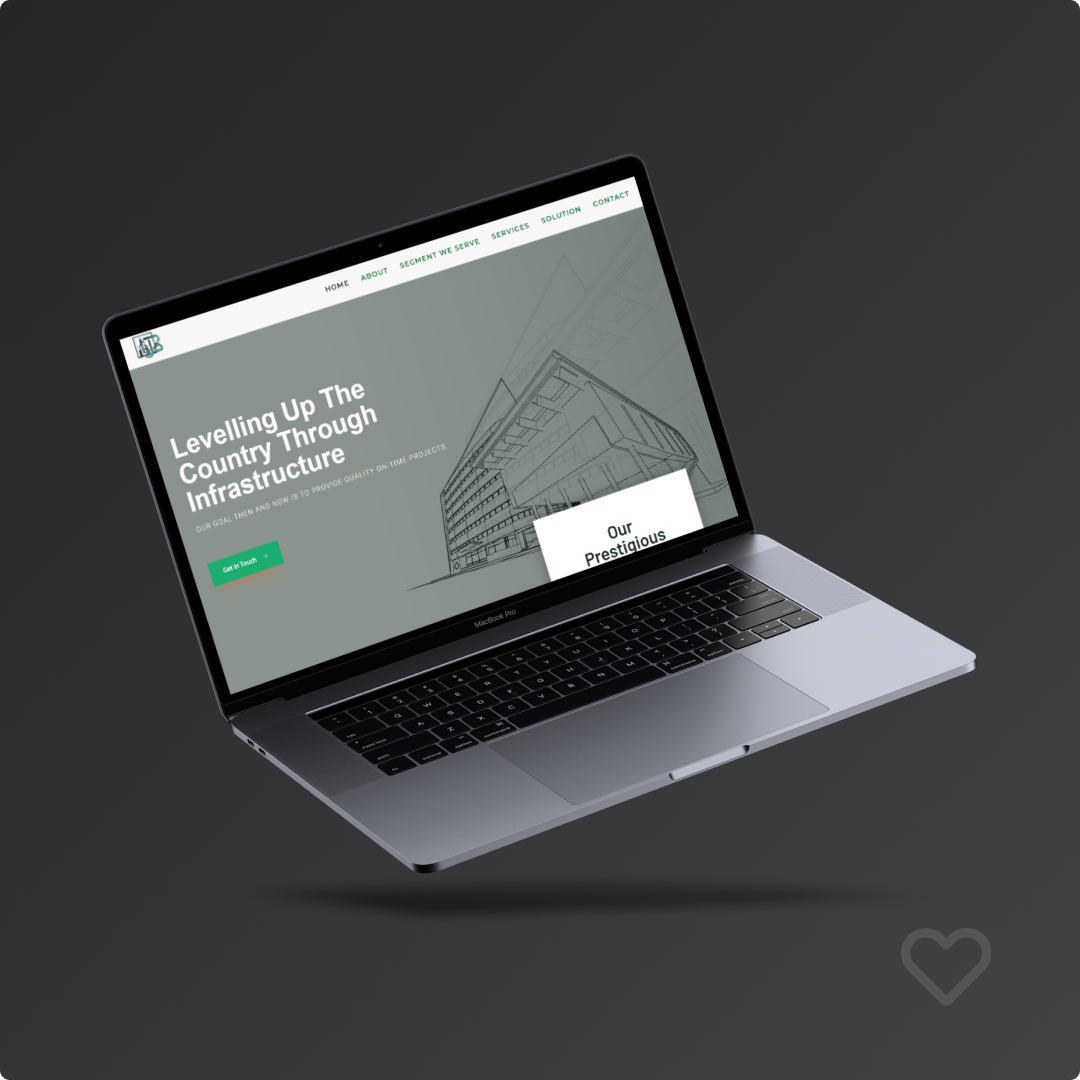 HOME ABOUT SEGMENT WE SERVE SERVICES SOLUTION CONTACT
Levelling Up The
Country Through
Infrastructure
OUR GOAL THEN AND NOW IS TO PROVIDE QUALITY ON-TIME PROJECTS
Get In Touch
Our
Prestigious
MacBook Pro